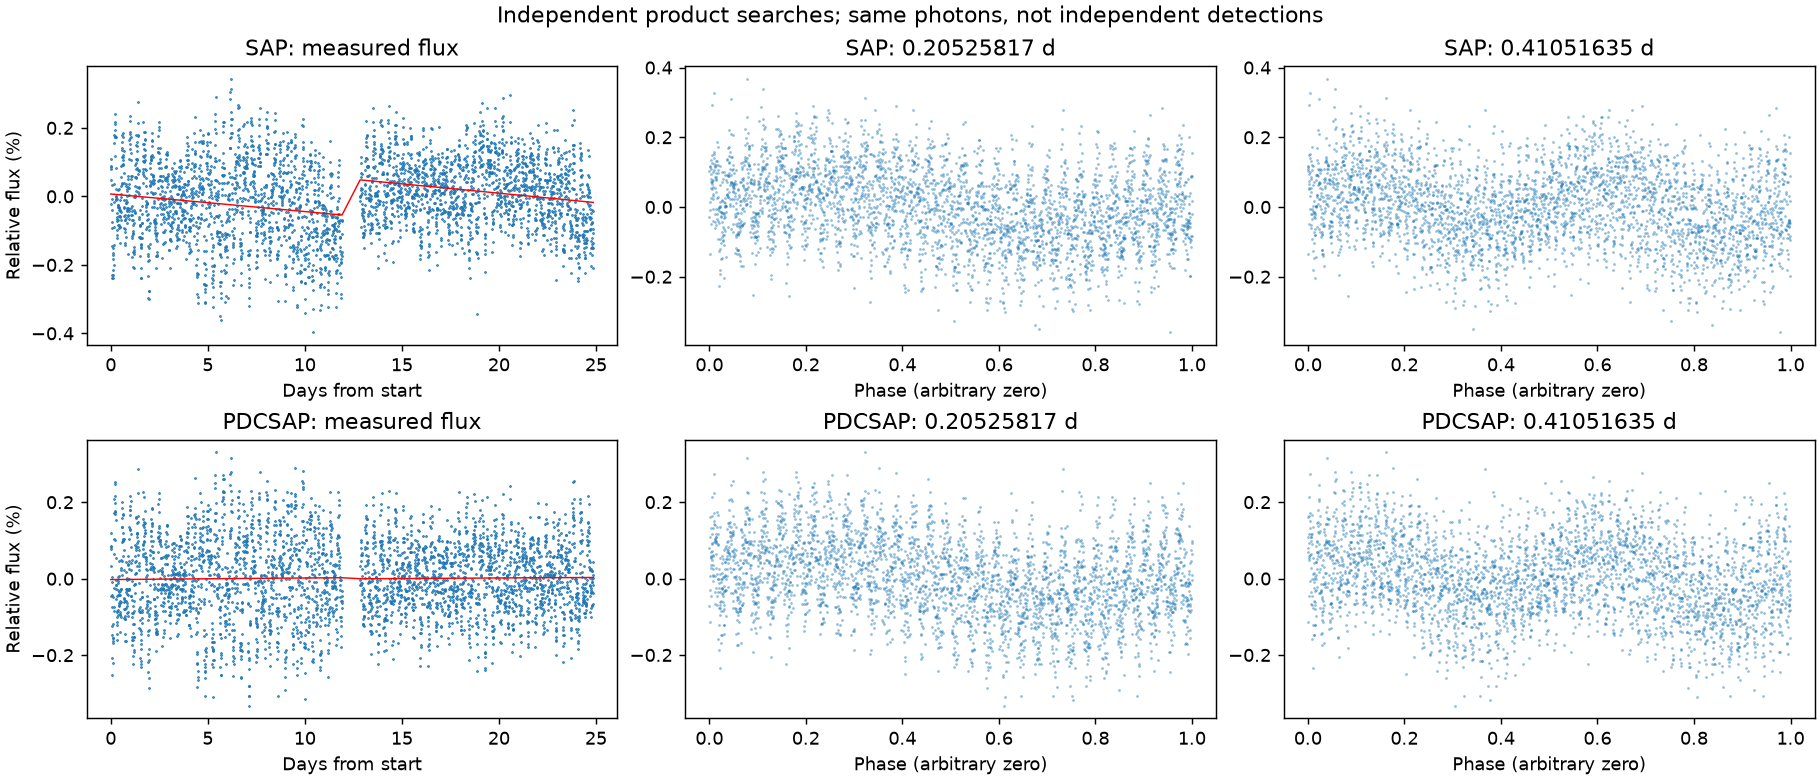 Independent product searches; same photons, not independent detections
SAP: measured flux
SAP: 0.20525817 d
SAP: 0.41051635 d
Relative flux (%)
0.2
0.0
−0.2
−0.4
0 5 10 15 20 25
Days from start
0.4
0.2
0.0
−0.2
0.0 0.2 0.4 0.6 0.8 1.0
Phase (arbitrary zero)
0.4
0.2
0.0
−0.2
0.0 0.2 0.4 0.6 0.8 1.0
Phase (arbitrary zero)
PDCSAP: measured flux
PDCSAP: 0.20525817 d
PDCSAP: 0.41051635 d
Relative flux (%)
0.2
0.0
−0.2
0 5 10 15 20 25
Days from start
0.2
0.0
−0.2
0.0 0.2 0.4 0.6 0.8 1.0
Phase (arbitrary zero)
0.2
0.0
−0.2
0.0 0.2 0.4 0.6 0.8 1.0
Phase (arbitrary zero)